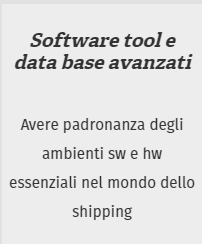 Software tool e
data base avanzati
Avere padronanza degli
ambienti sw e hw
essenziali nel mondo dello
shipping